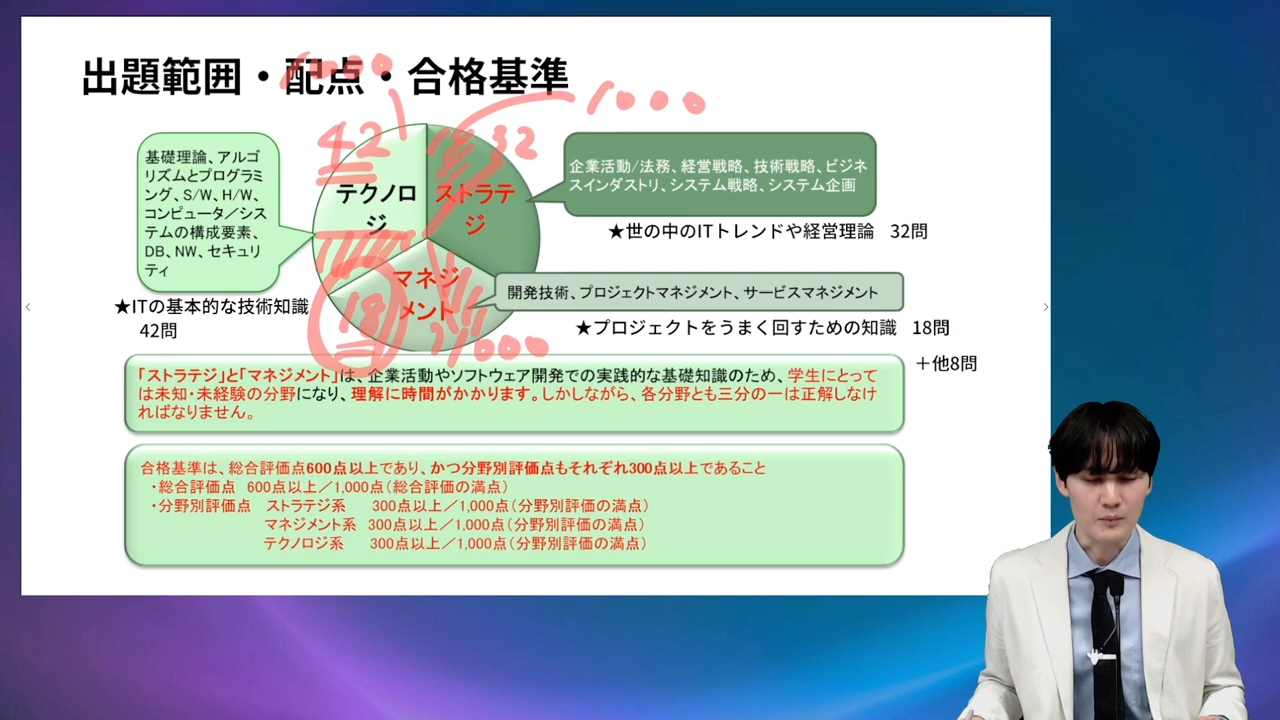 出題範囲・配点・合格基準
1000
1000
42
32
基礎理論、アルゴ
リズムとプログラミ
ング、S/W、H/W、
コンピュータ／シス
テムの構成要素、
DB、NW、セキュリ
ティ
テクノロ
ジ
ストラテ
ジ
企業活動/法務、経営戦略、技術戦略、ビジネ
スインダストリ、システム戦略、システム企画
★世の中のITトレンドや経営理論 32問
マネジ
メント
18
1,000
開発技術、プロジェクトマネジメント、サービスマネジメント
★ITの基本的な技術知識
42問
★プロジェクトをうまく回すための知識 18問
＋他8問
「ストラテジ」と「マネジメント」は、企業活動やソフトウェア開発での実践的な基礎知識のため、学生にとって
は未知・未経験の分野になり、理解に時間がかかります。しかしながら、各分野とも三分の一は正解しなけ
ればなりません。
合格基準は、総合評価点600点以上であり、かつ分野別評価点もそれぞれ300点以上であること
・総合評価点 600点以上／1,000点（総合評価の満点）
・分野別評価点 ストラテジ系 300点以上／1,000点（分野別評価の満点）
マネジメント系 300点以上／1,000点（分野別評価の満点）
テクノロジ系 300点以上／1,000点（分野別評価の満点）